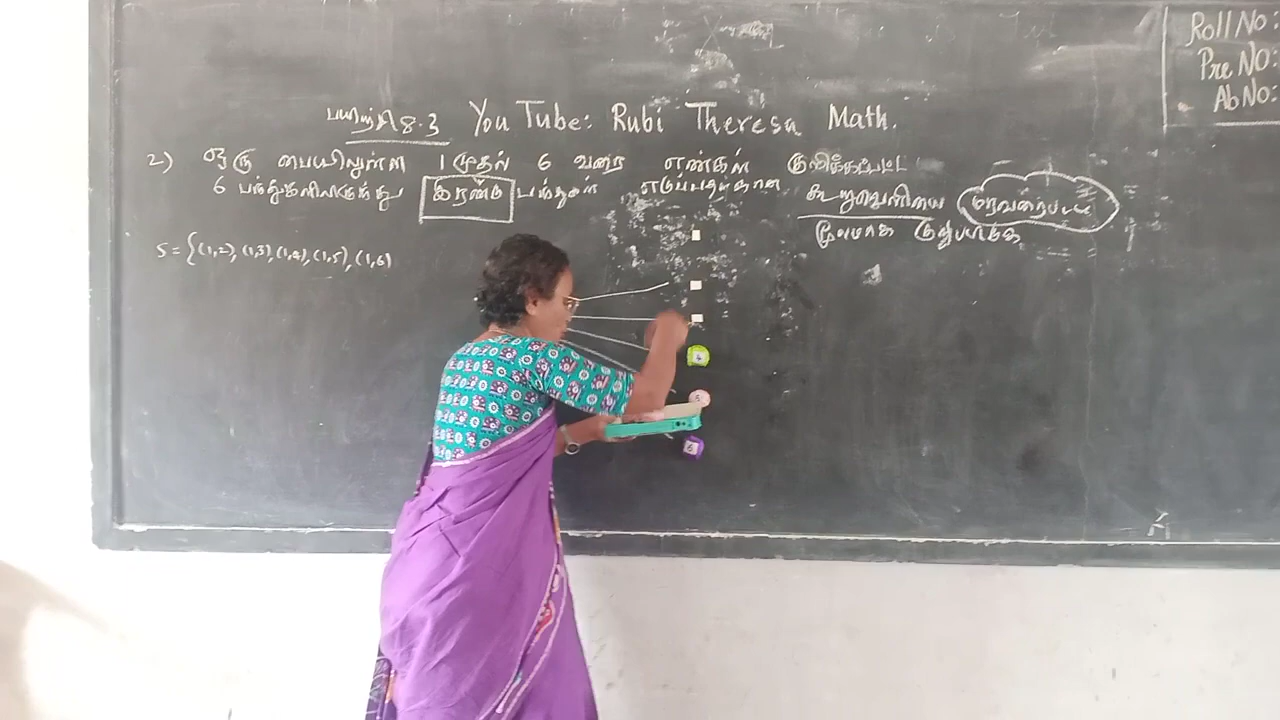 பயிற்சி 8.3 You Tube: Rubi Theresa Math.
2) ஒரு பையிலுள்ள 1 முதல் 6 வரை எண்கள் குறிக்கப்பட்ட
6 பந்துகளிலிருந்து இரண்டு பந்துகள் எடுப்பதற்கான கூறுவெளியை மரவரைபடம்
மூலமாக குறிப்பிடுக
S = {(1,2), (1,3), (1,4), (1,5), (1,6)
Roll No:
Pre NO:
Ab No: